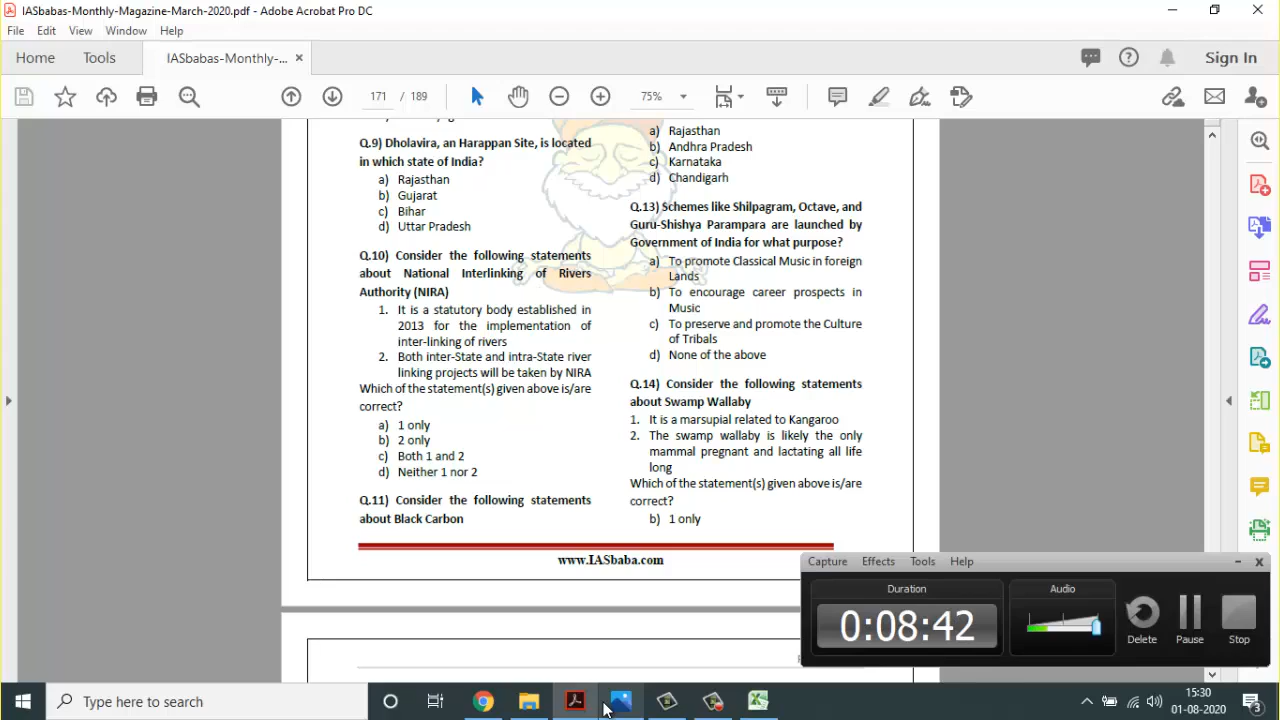 IASbabas-Monthly-Magazine-March-2020.pdf - Adobe Acrobat Pro DC
File Edit View Window Help
Home Tools IASbabas-Monthly-... × Sign In
171 / 189 75%
Q.9) Dholavira, an Harappan Site, is located
in which state of India?
a) Rajasthan
b) Gujarat
c) Bihar
d) Uttar Pradesh
Q.10) Consider the following statements
about National Interlinking of Rivers
Authority (NIRA)
1. It is a statutory body established in
2013 for the implementation of
inter-linking of rivers
2. Both inter-State and intra-State river
linking projects will be taken by NIRA
Which of the statement(s) given above is/are
correct?
a) 1 only
b) 2 only
c) Both 1 and 2
d) Neither 1 nor 2
Q.11) Consider the following statements
about Black Carbon
a) Rajasthan
b) Andhra Pradesh
c) Karnataka
d) Chandigarh
Q.13) Schemes like Shilpagram, Octave, and
Guru-Shishya Parampara are launched by
Government of India for what purpose?
a) To promote Classical Music in foreign
Lands
b) To encourage career prospects in
Music
c) To preserve and promote the Culture
of Tribals
d) None of the above
Q.14) Consider the following statements
about Swamp Wallaby
1. It is a marsupial related to Kangaroo
2. The swamp wallaby is likely the only
mammal pregnant and lactating all life
long
Which of the statement(s) given above is/are
correct?
b) 1 only
www.IASbaba.com
Capture Effects Tools Help
Duration Audio
0:08:42
Delete Pause Stop
Type here to search
15:30
01-08-2020
3